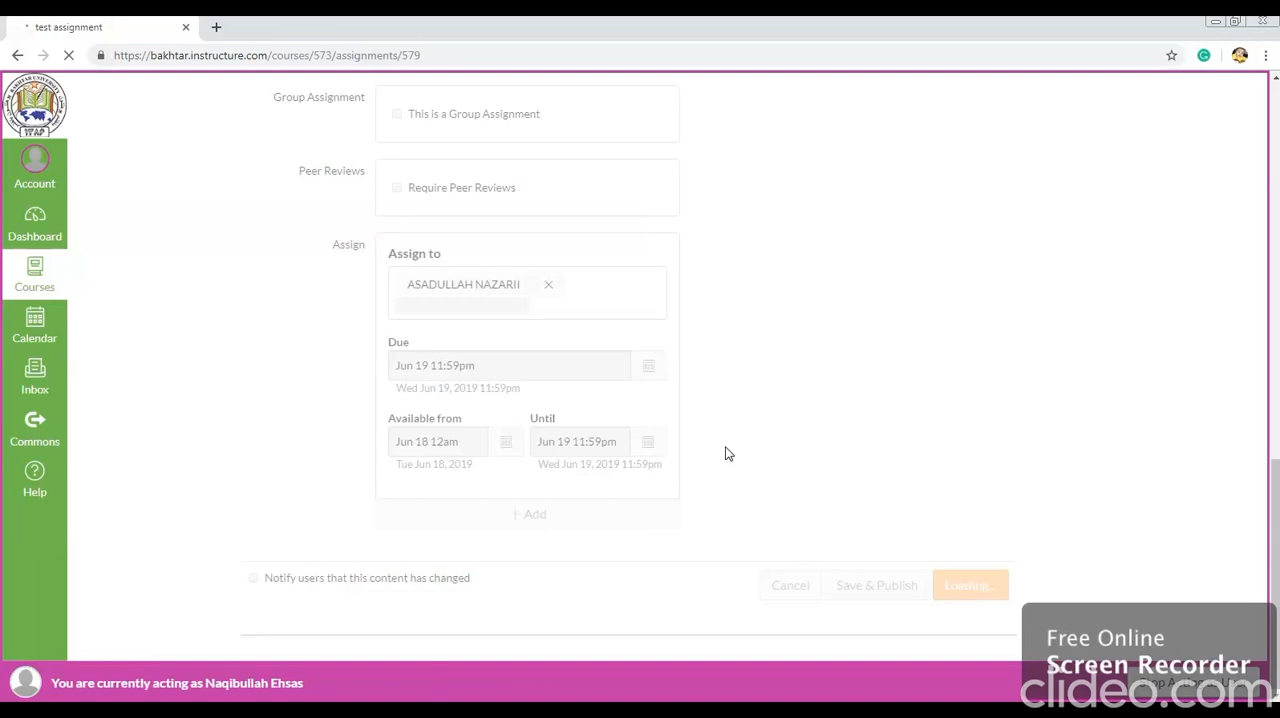 test assignment
https://bakhtar.instructure.com/courses/573/assignments/579
Group Assignment
This is a Group Assignment
Peer Reviews
Require Peer Reviews
Assign
Assign to
ASADULLAH NAZARII
Due
Jun 19 11:59pm
Wed Jun 19, 2019 11:59pm
Available from
Until
Jun 18 12am
Jun 19 11:59pm
Tue Jun 18, 2019
Wed Jun 19, 2019 11:59pm
+ Add
Notify users that this content has changed
Cancel
Save & Publish
Loading...
Account
Dashboard
Courses
Calendar
Inbox
Commons
Help
You are currently acting as Naqibullah Ehsas
Free Online
Screen Recorder
clideo.com